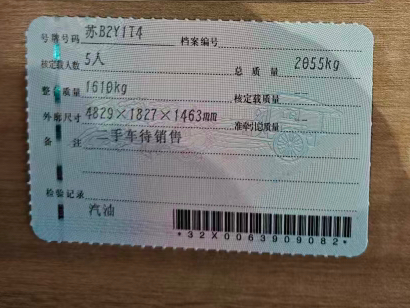 号牌号码 苏B2Y1T4 档案编号
核定载人数 5人 总质量 2055kg
整备质量 1610kg 核定载质量 --
外廓尺寸 4829×1827×1463mm 准牵引总质量 --
备注 二手车待销售
检验记录
汽油
*32X0063909082*